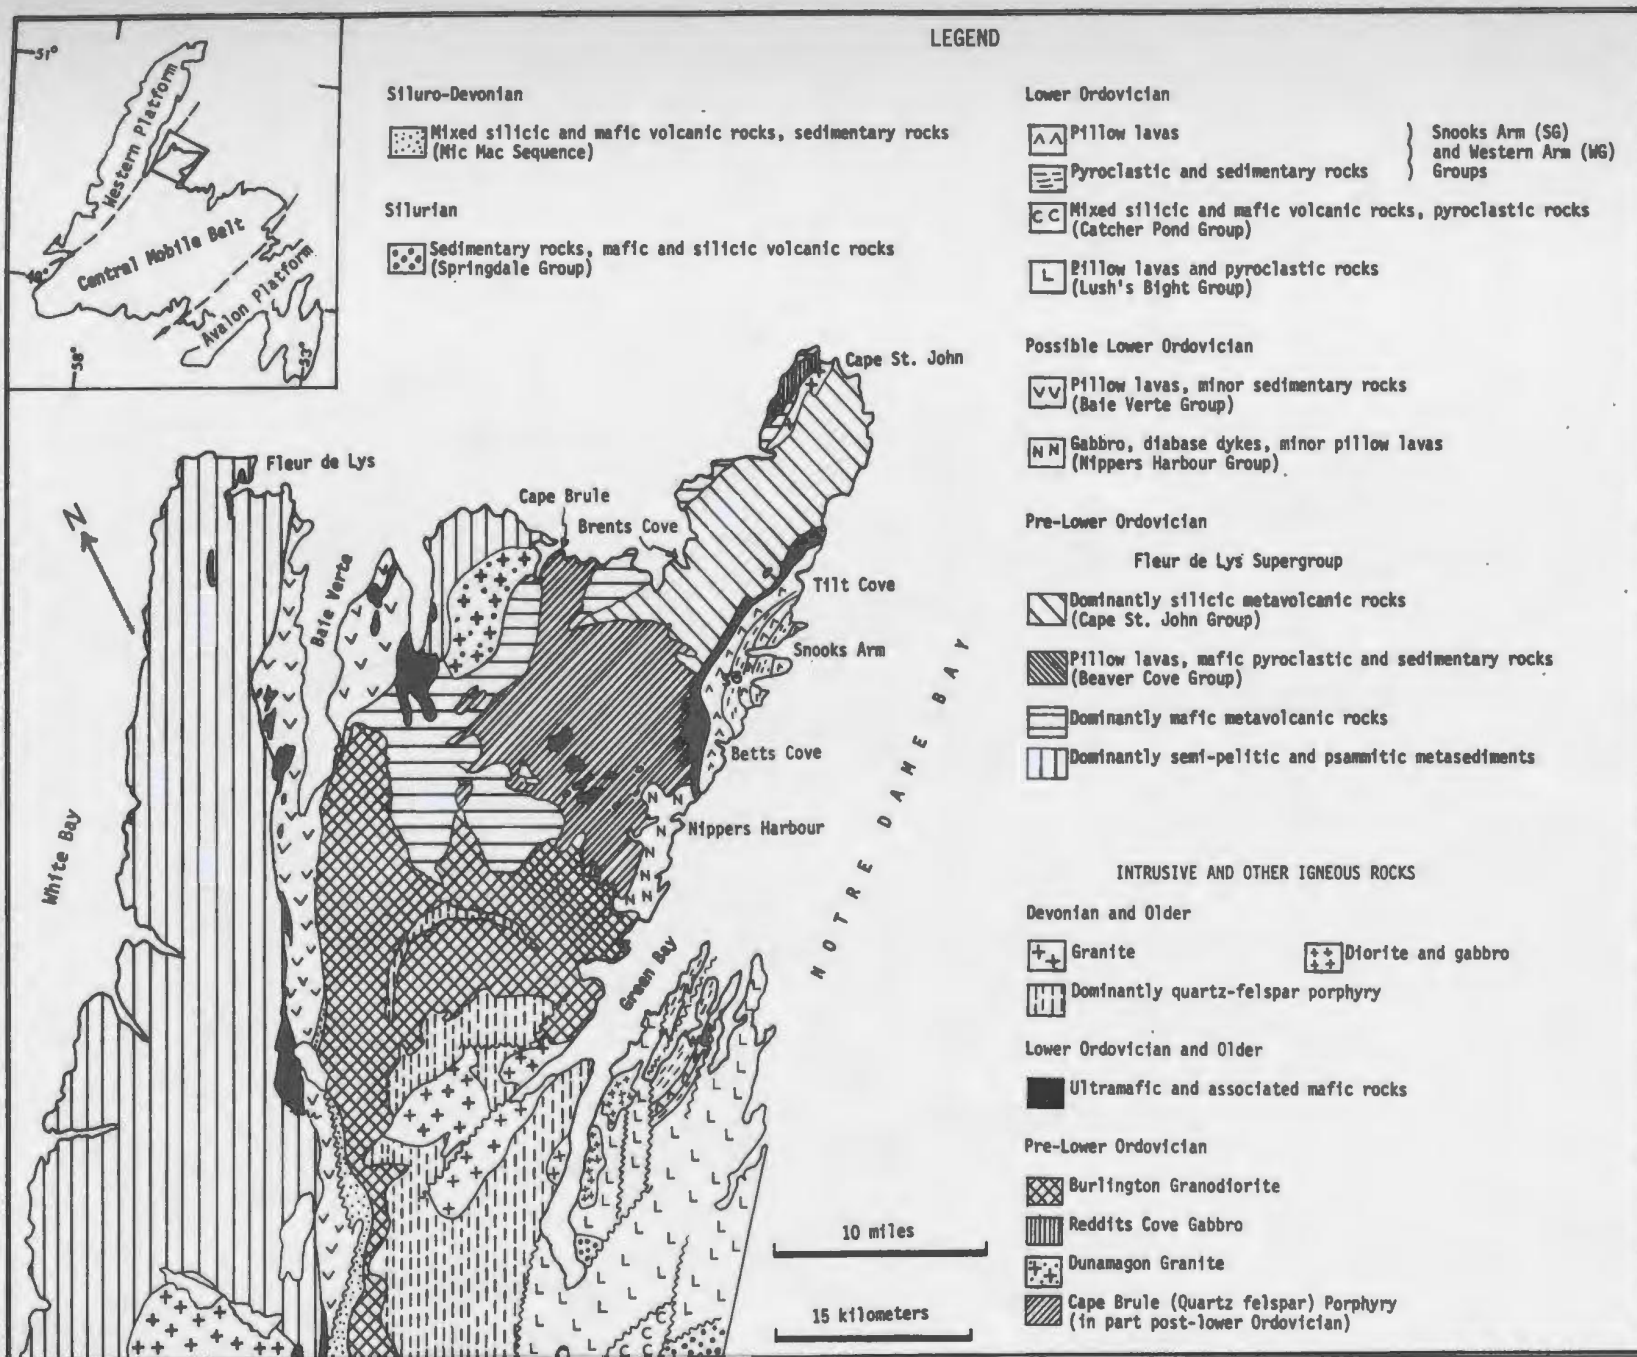 LEGEND
51°
Western Platform
Central Mobile Belt
Avalon Platform
58°
53°
Siluro-Devonian
Mixed silicic and mafic volcanic rocks, sedimentary rocks
(Mic Mac Sequence)
Silurian
Sedimentary rocks, mafic and silicic volcanic rocks
(Springdale Group)
Lower Ordovician
Pillow lavas
Pyroclastic and sedimentary rocks
Snooks Arm (SG)
and Western Arm (WG)
Groups
C C
Mixed silicic and mafic volcanic rocks, pyroclastic rocks
(Catcher Pond Group)
L
Pillow lavas and pyroclastic rocks
(Lush's Bight Group)
Possible Lower Ordovician
V V
Pillow lavas, minor sedimentary rocks
(Baie Verte Group)
N N
Gabbro, diabase dykes, minor pillow lavas
(Nippers Harbour Group)
Pre-Lower Ordovician
Fleur de Lys Supergroup
Dominantly silicic metavolcanic rocks
(Cape St. John Group)
Pillow lavas, mafic pyroclastic and sedimentary rocks
(Beaver Cove Group)
Dominantly mafic metavolcanic rocks
Dominantly semi-pelitic and psammitic metasediments
INTRUSIVE AND OTHER IGNEOUS ROCKS
Devonian and Older
Granite
Diorite and gabbro
Dominantly quartz-felspar porphyry
Lower Ordovician and Older
Ultramafic and associated mafic rocks
Pre-Lower Ordovician
Burlington Granodiorite
Reddits Cove Gabbro
Dunamagon Granite
Cape Brule (Quartz felspar) Porphyry
(in part post-lower Ordovician)
Cape St. John
Fleur de Lys
Cape Brule
Brents Cove
N
Baie Verte
Tilt Cove
Snooks Arm
SG
Betts Cove
Nippers Harbour
White Bay
NOTRE DAME BAY
Green Bay
WG
10 miles
15 kilometers